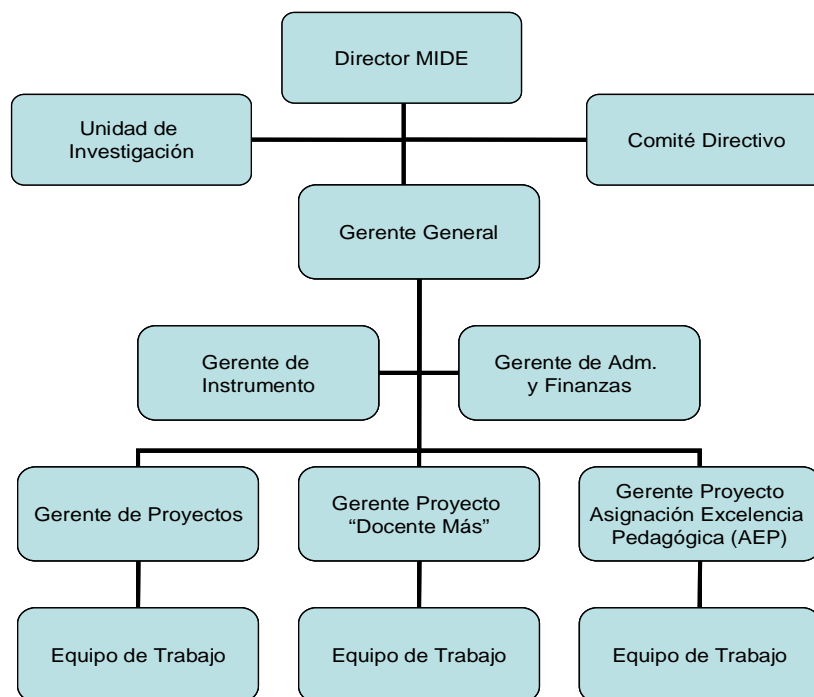 Director MIDE
Unidad de
Investigación
Comité Directivo
Gerente General
Gerente de
Instrumento
Gerente de Adm.
y Finanzas
Gerente de Proyectos
Gerente Proyecto
“Docente Más”
Gerente Proyecto
Asignación Excelencia
Pedagógica (AEP)
Equipo de Trabajo
Equipo de Trabajo
Equipo de Trabajo